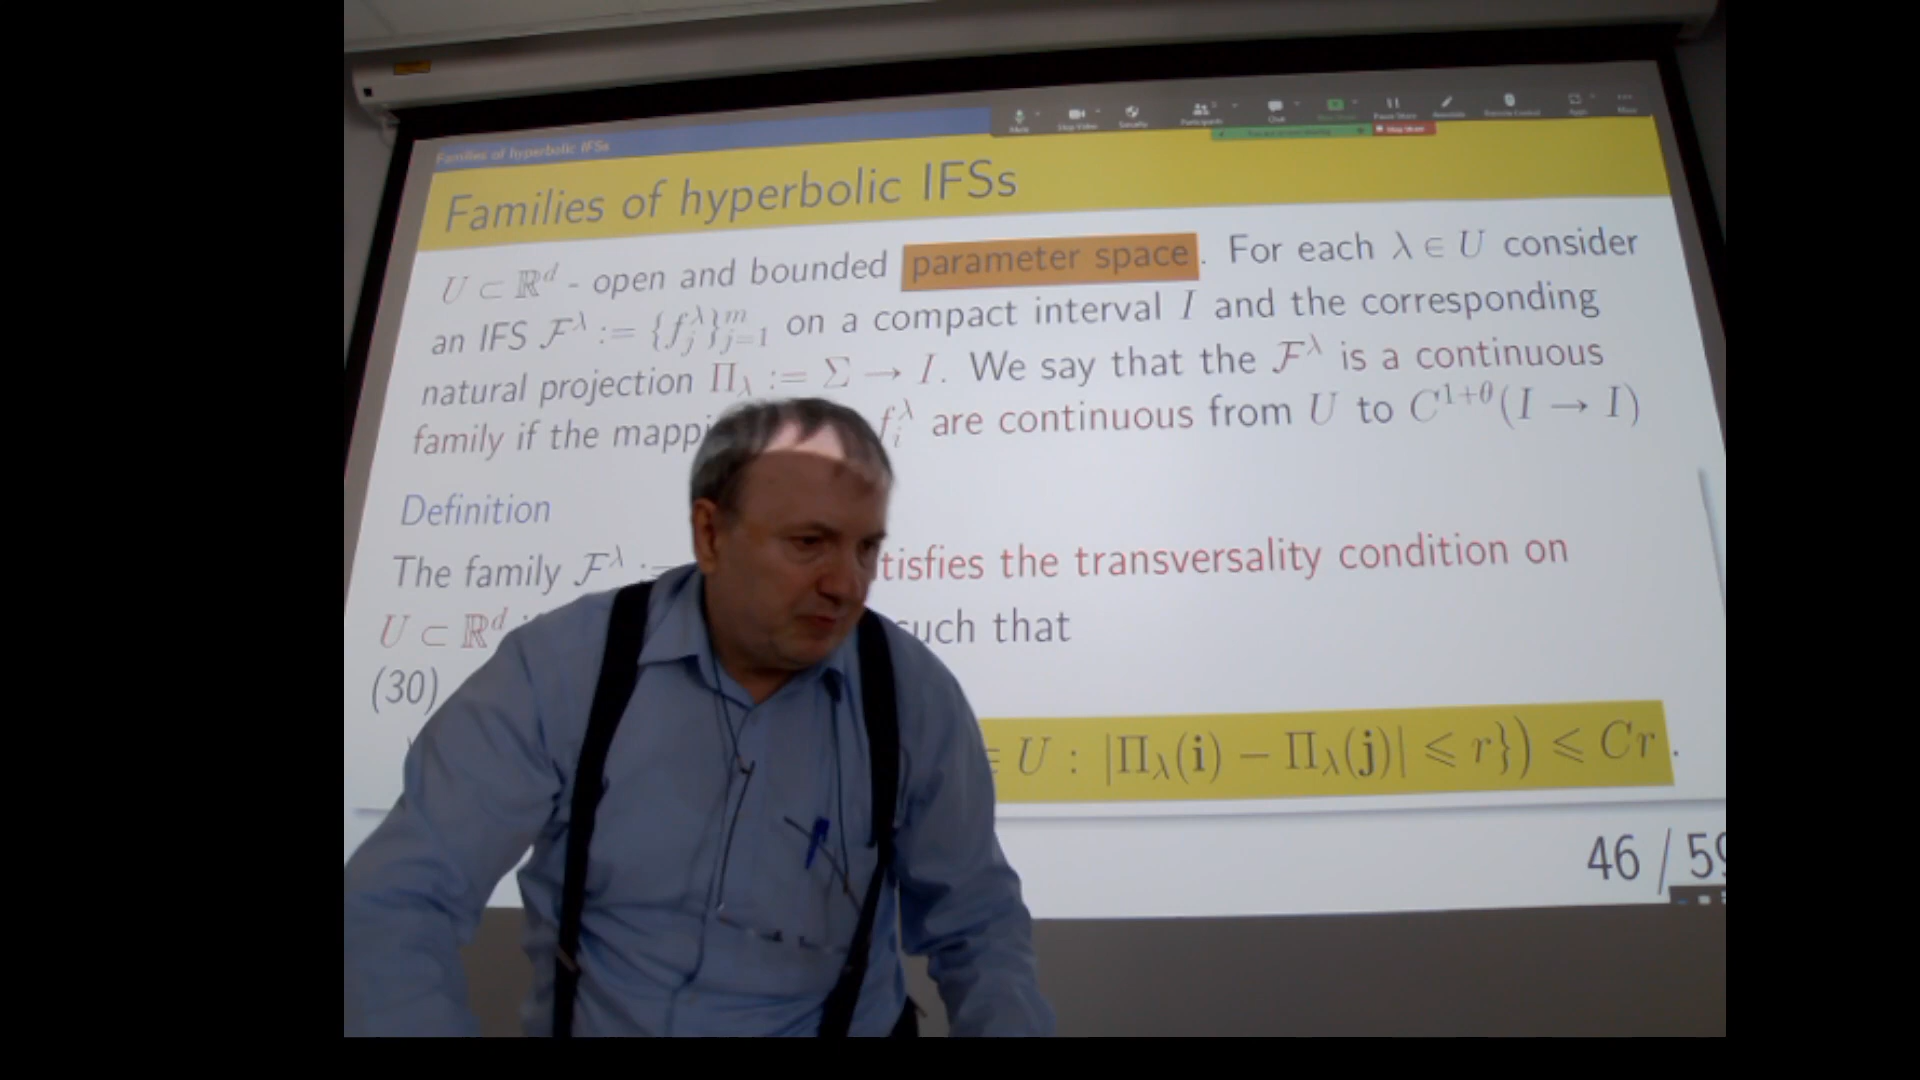 Families of hyperbolic IFSs
Families of hyperbolic IFSs
U ⊂ ℝ^d - open and bounded parameter space . For each λ ∈ U consider
an IFS ℱ^λ := {f_j^λ}_{j=1}^m on a compact interval I and the corresponding
natural projection Π_λ := Σ → I. We say that the ℱ^λ is a continuous
family if the mappi f_i^λ are continuous from U to C^{1+θ}(I → I)
Definition
The family ℱ^λ := tisfies the transversality condition on
U ⊂ ℝ^d such that
(30)
∈ U : |Π_λ(i) − Π_λ(j)| ⩽ r}) ⩽ Cr .
46 / 59